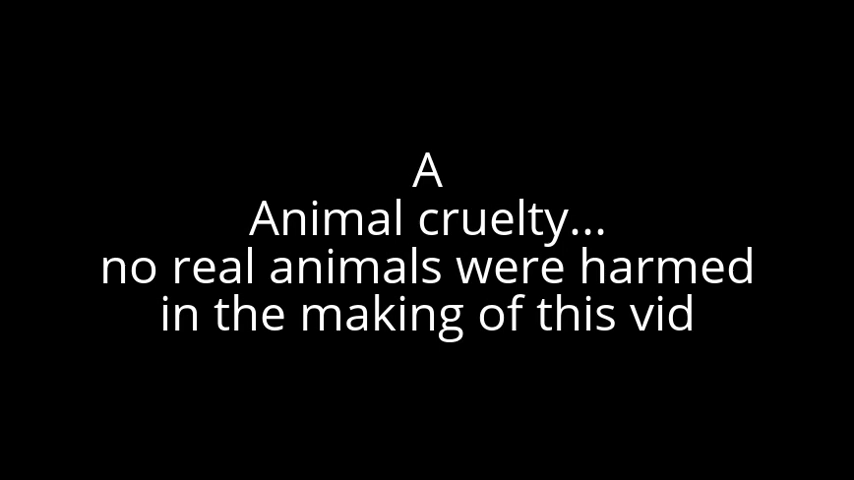 A
Animal cruelty...
no real animals were harmed
in the making of this vid